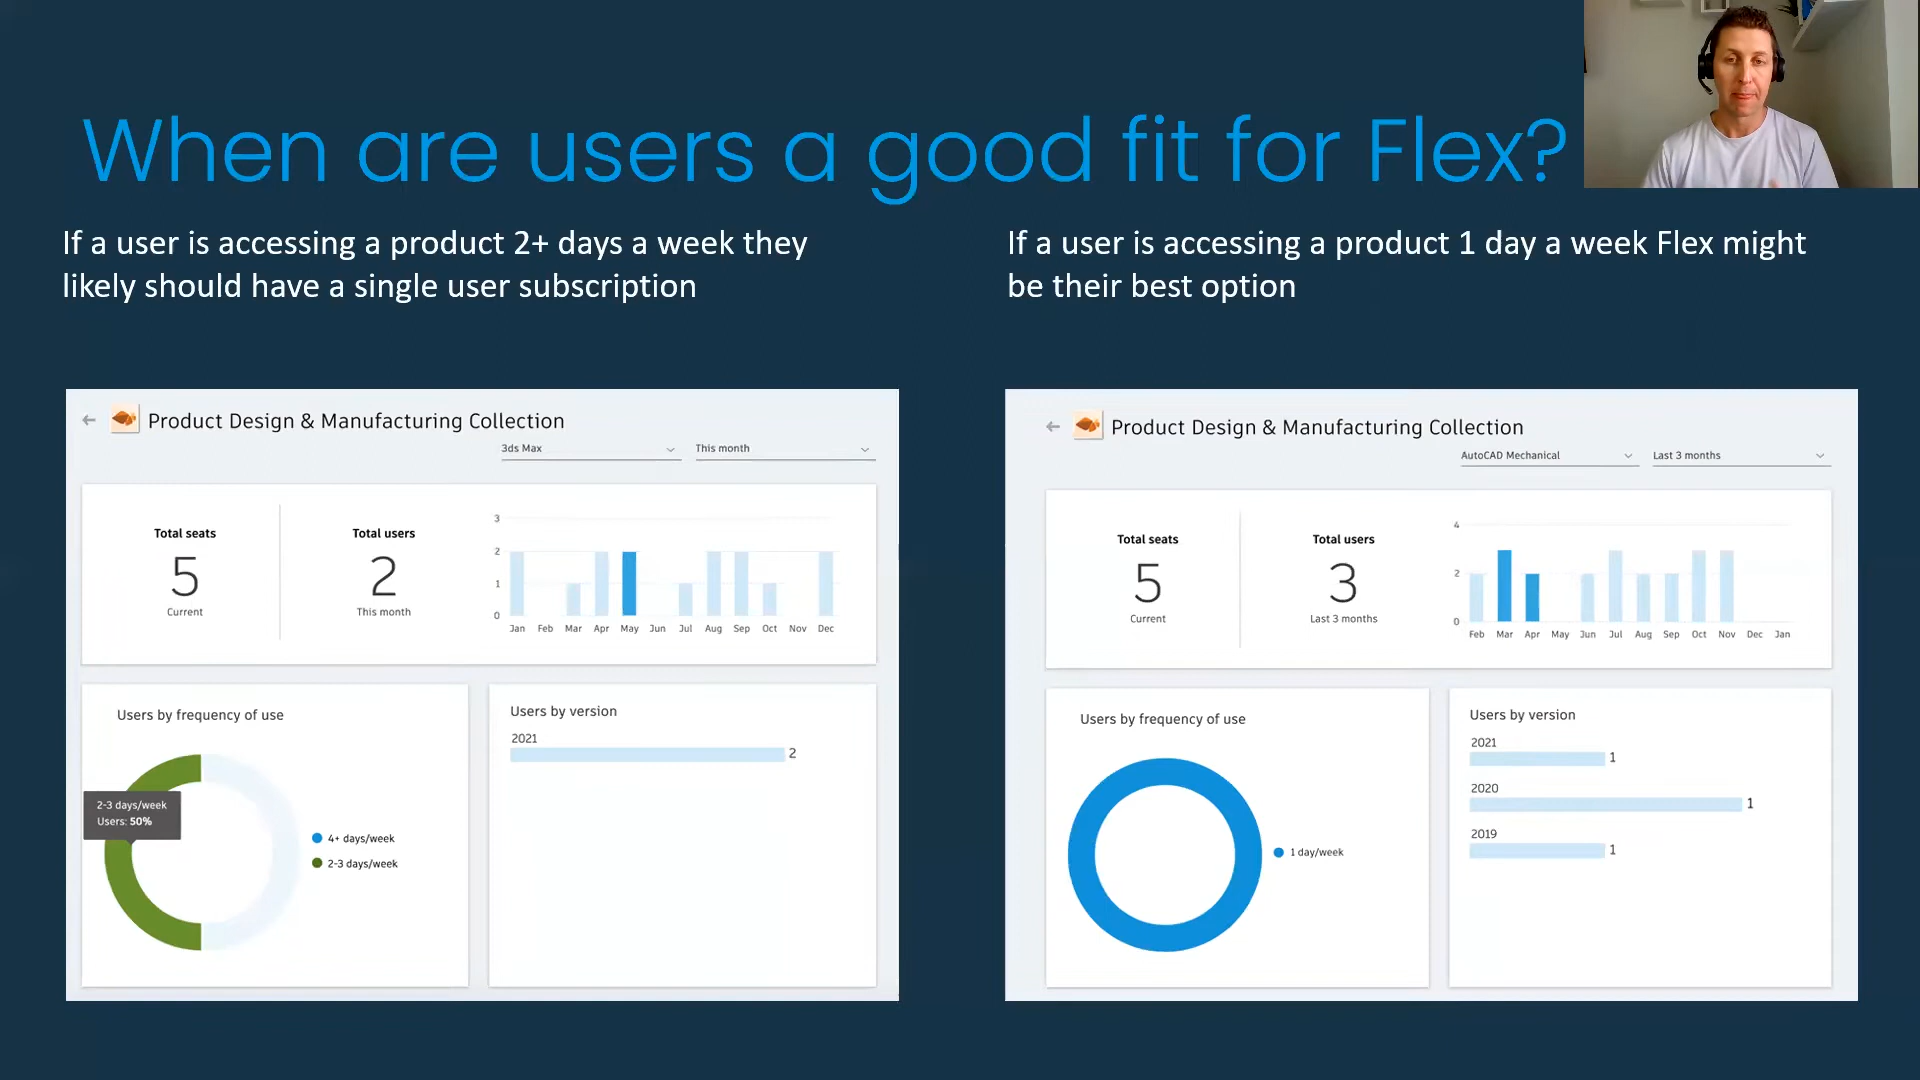 When are users a good fit for Flex?
If a user is accessing a product 2+ days a week they
likely should have a single user subscription
If a user is accessing a product 1 day a week Flex might
be their best option
Product Design & Manufacturing Collection
3ds Max
This month
Total seats
5
Current
Total users
2
This month
3
2
1
0
Jan Feb Mar Apr May Jun Jul Aug Sep Oct Nov Dec
Users by frequency of use
2-3 days/week
Users: 50%
4+ days/week
2-3 days/week
Users by version
2021
2
Product Design & Manufacturing Collection
AutoCAD Mechanical
Last 3 months
Total seats
5
Current
Total users
3
Last 3 months
4
2
0
Feb Mar Apr May Jun Jul Aug Sep Oct Nov Dec Jan
Users by frequency of use
1 day/week
Users by version
2021
1
2020
1
2019
1